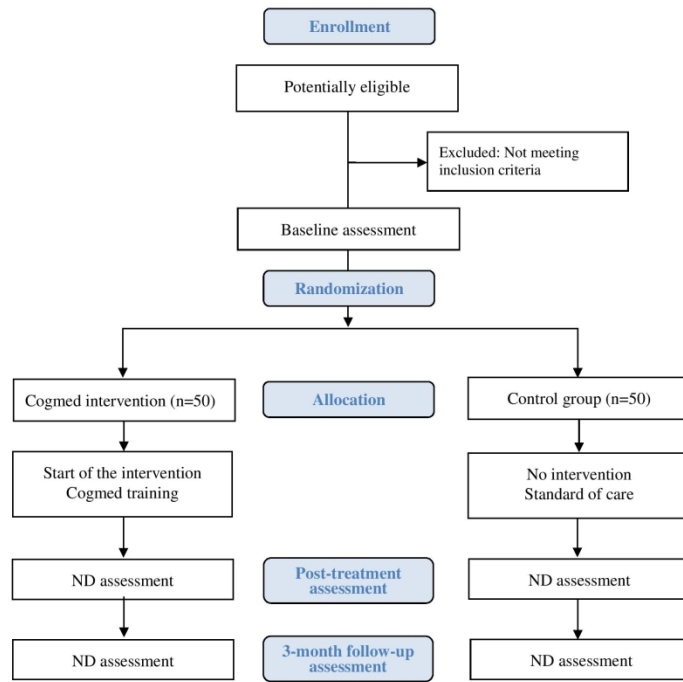 Enrollment
Potentially eligible
Excluded: Not meeting
inclusion criteria
Baseline assessment
Randomization
Cogmed intervention (n=50)
Allocation
Control group (n=50)
Start of the intervention
Cogmed training
No intervention
Standard of care
ND assessment
Post-treatment
assessment
ND assessment
ND assessment
3-month follow-up
assessment
ND assessment